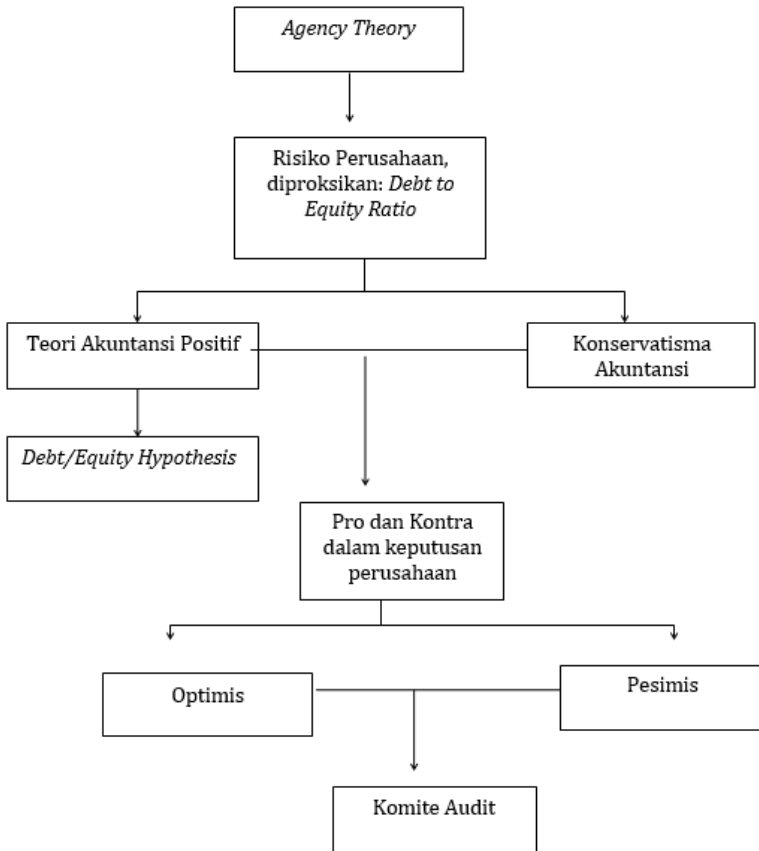 Agency Theory
Risiko Perusahaan,
diproksikan: Debt to
Equity Ratio
Teori Akuntansi Positif
Konservatisma
Akuntansi
Debt/Equity Hypothesis
Pro dan Kontra
dalam keputusan
perusahaan
Optimis
Pesimis
Komite Audit